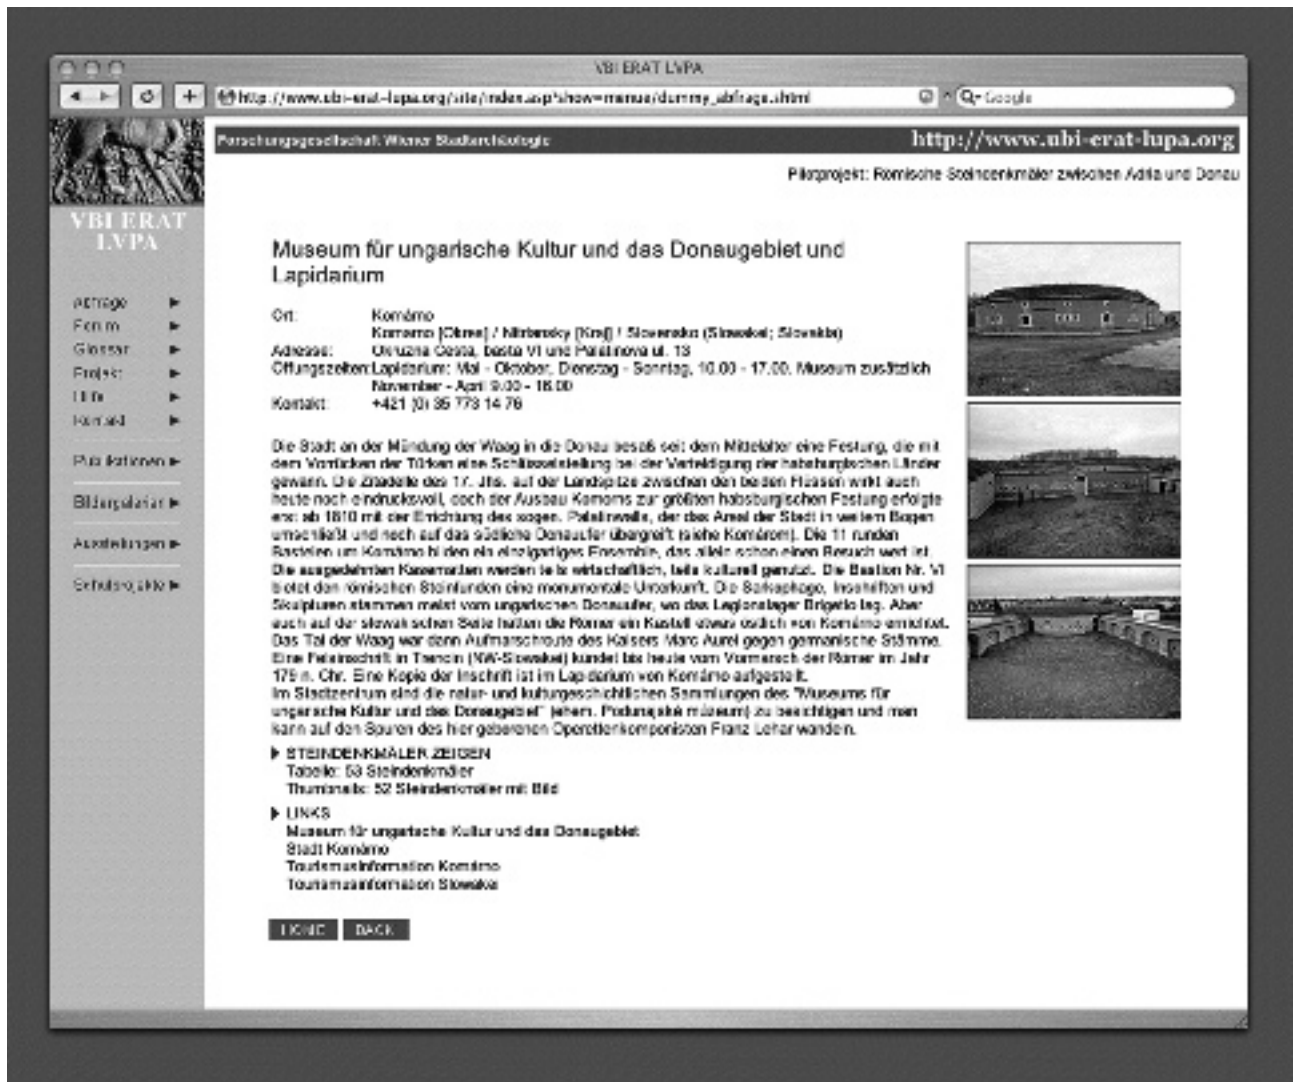 VBI ERAT LVPA
http://www.ubi-erat-lupa.org/site/index.asp?show=menue/dummy_abfrage.shtml
Google
Forschungsgesellschaft Wiener Stadtarchäologie
http://www.ubi-erat-lupa.org
Pilotprojekt: Römische Steindenkmäler zwischen Adria und Donau
VBI ERAT
LVPA
Abfrage
Forum
Glossar
Projekt
Hilfe
Kontakt
Publikationen
Bildergalerien
Ausstellungen
Schulprojekte
Museum für ungarische Kultur und das Donaugebiet und
Lapidarium
Ort: Komárno
Komarno [Okres] / Nitriansky [Kraj] / Slovensko (Slowakei; Slovakia)
Adresse: Okruzna Cesta, basta VI und Palatinova ul. 13
Öffungszeiten: Lapidarium: Mai - Oktober, Dienstag - Sonntag, 10.00 - 17.00. Museum zusätzlich
November - April 9.00 - 16.00
Kontakt: +421 (0) 35 773 14 76
Die Stadt an der Mündung der Waag in die Donau besaß seit dem Mittelalter eine Festung, die mit
dem Vorrücken der Türken eine Schlüsselstellung bei der Verteidigung der habsburgischen Länder
gewann. Die Zitadelle des 17. Jhs. auf der Landspitze zwischen den beiden Flüssen wirkt auch
heute noch eindrucksvoll, doch der Ausbau Komorns zur größten habsburgischen Festung erfolgte
erst ab 1810 mit der Errichtung des sogen. Palatinwalls, der das Areal der Stadt in weitem Bogen
umschließt und noch auf das südliche Donauufer übergreift (siehe Komárom). Die 11 runden
Basteien um Komárno bilden ein einzigartiges Ensemble, das allein schon einen Besuch wert ist.
Die ausgedehnten Kasematten werden teils wirtschaftlich, teils kulturell genutzt. Die Bastion Nr. VI
bietet den römischen Steinfunden eine monumentale Unterkunft. Die Sarkophage, Inschriften und
Skulpturen stammen meist vom ungarischen Donauufer, wo das Legionslager Brigetio lag. Aber
auch auf der slowakischen Seite hatten die Römer ein Kastell etwas östlich von Komárno errichtet.
Das Tal der Waag war dann Aufmarschroute des Kaisers Marc Aurel gegen germanische Stämme.
Eine Felsinschrift in Trencin (NW-Slowakei) kündet bis heute vom Vormarsch der Römer im Jahr
179 n. Chr. Eine Kopie der Inschrift ist im Lapidarium von Komárno aufgestellt.
Im Stadtzentrum sind die natur- und kulturgeschichtlichen Sammlungen des "Museums für
ungarische Kultur und das Donaugebiet" (ehem. Podunajské múzeum) zu besichtigen und man
kann auf den Spuren des hier geborenen Operettenkomponisten Franz Lehar wandeln.
STEINDENKMÄLER ZEIGEN
Tabelle: 53 Steindenkmäler
Thumbnails: 52 Steindenkmäler mit Bild
LINKS
Museum für ungarische Kultur und das Donaugebiet
Stadt Komárno
Tourismusinformation Komárno
Tourismusinformation Slowakei
HOME BACK